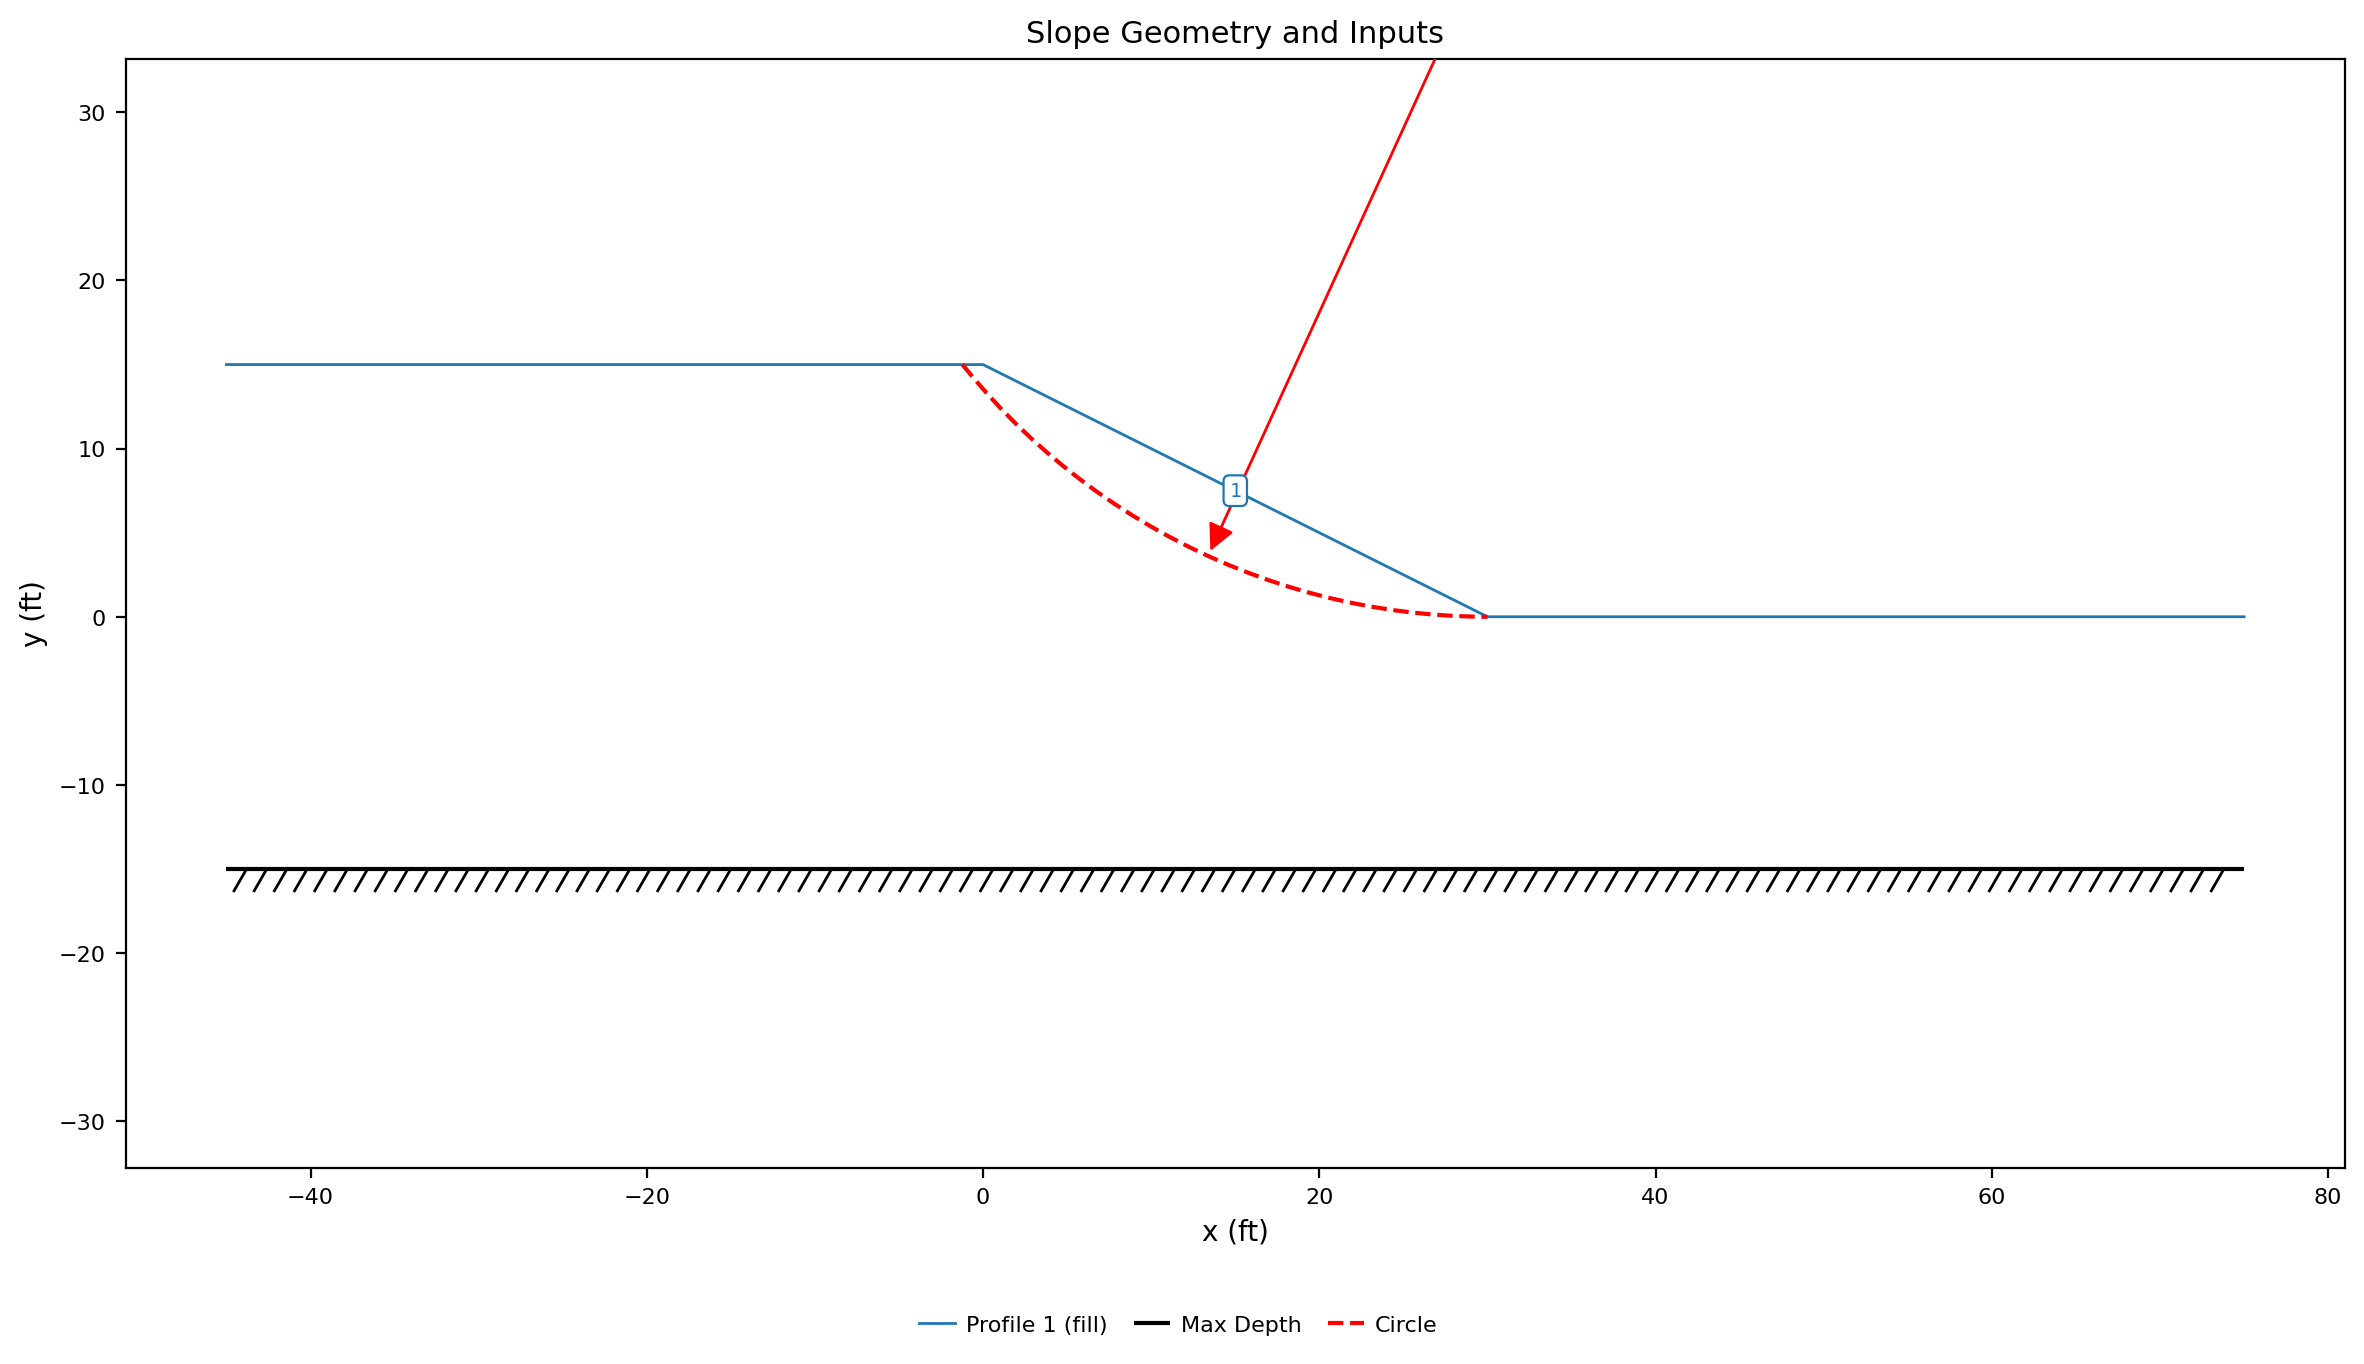 Slope Geometry and Inputs
30
20
10
0
−10
−20
−30
y (ft)
1
−40
−20
0
20
40
60
80
x (ft)
Profile 1 (fill)
Max Depth
Circle